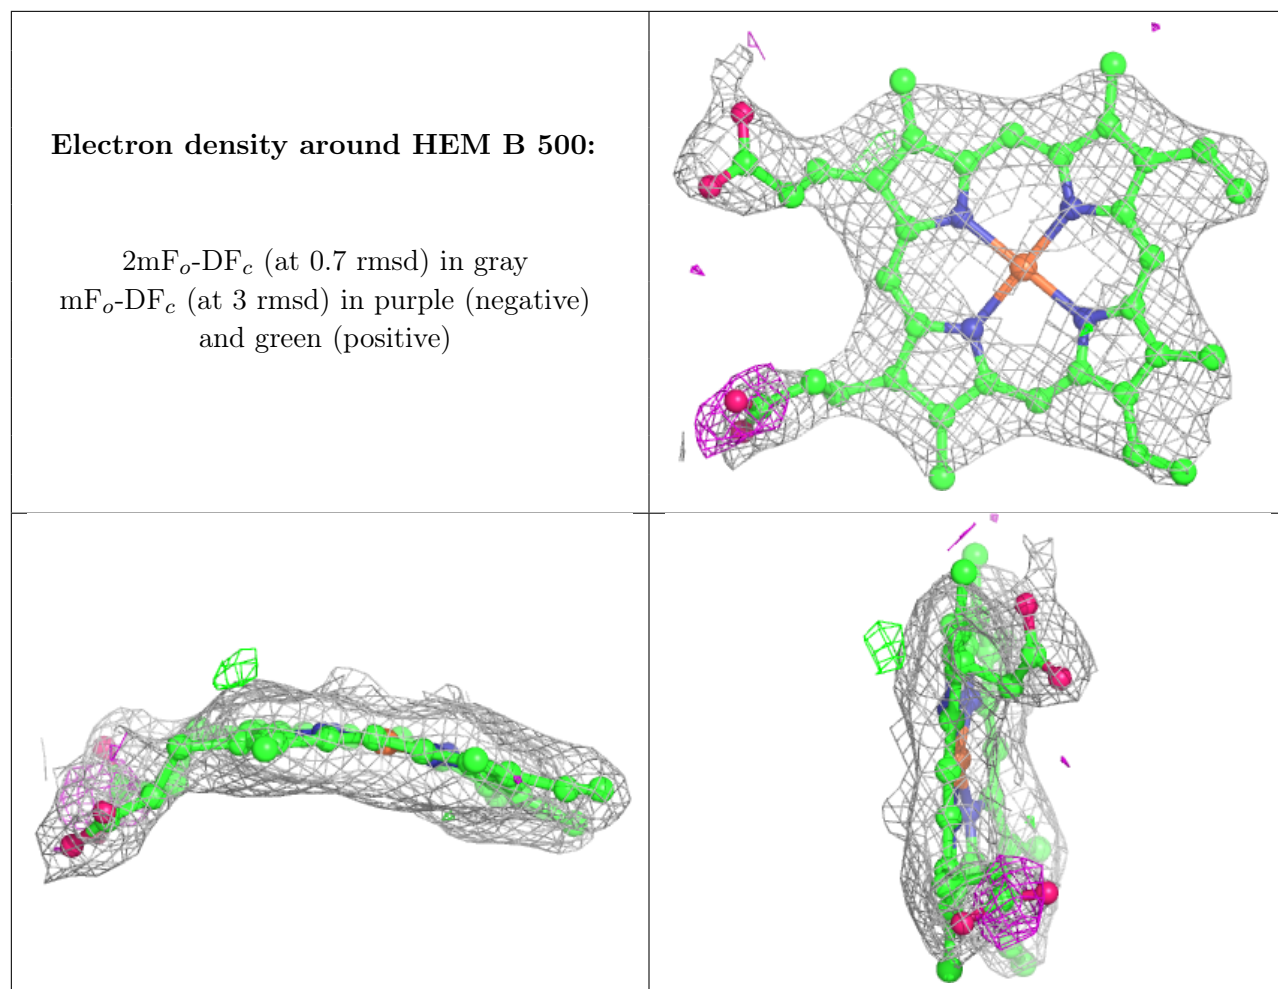 Electron density around HEM B 500:
2mFo-DFc (at 0.7 rmsd) in gray
mFo-DFc (at 3 rmsd) in purple (negative)
and green (positive)